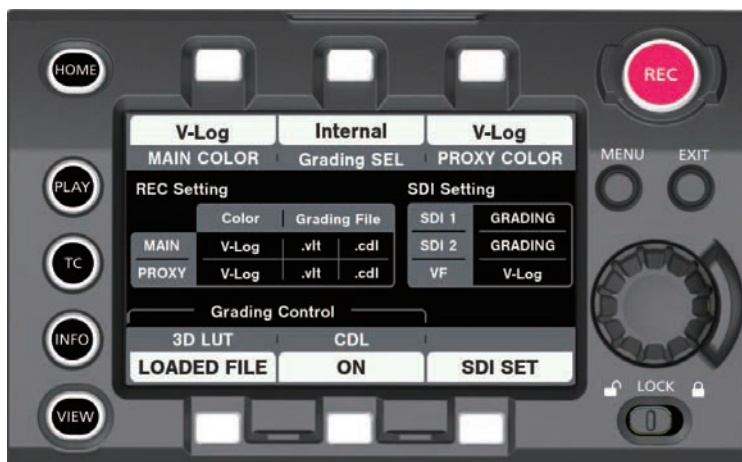 HOME
REC
V-Log Internal V-Log
MAIN COLOR Grading SEL PROXY COLOR
MENU EXIT
PLAY
REC Setting SDI Setting
Color Grading File SDI 1 GRADING
MAIN V-Log .vlt .cdl SDI 2 GRADING
TC
PROXY V-Log .vlt .cdl VF V-Log
Grading Control
INFO
3D LUT CDL
LOADED FILE ON SDI SET
LOCK
VIEW